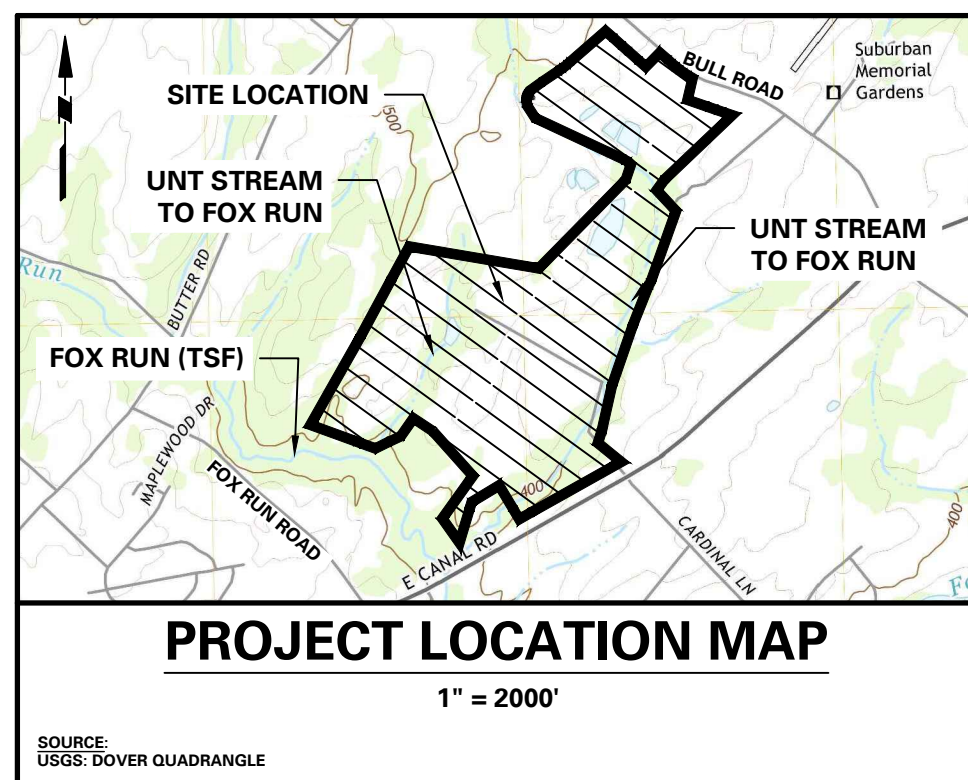 BULL ROAD
Suburban
Memorial
Gardens
SITE LOCATION
500
UNT STREAM
TO FOX RUN
UNT STREAM
TO FOX RUN
Run
BUTTER RD
FOX RUN (TSF)
MAPLEWOOD DR
FOX RUN ROAD
400
E CANAL RD
CARDINAL LN
400
PROJECT LOCATION MAP
1" = 2000'
SOURCE:
USGS: DOVER QUADRANGLE